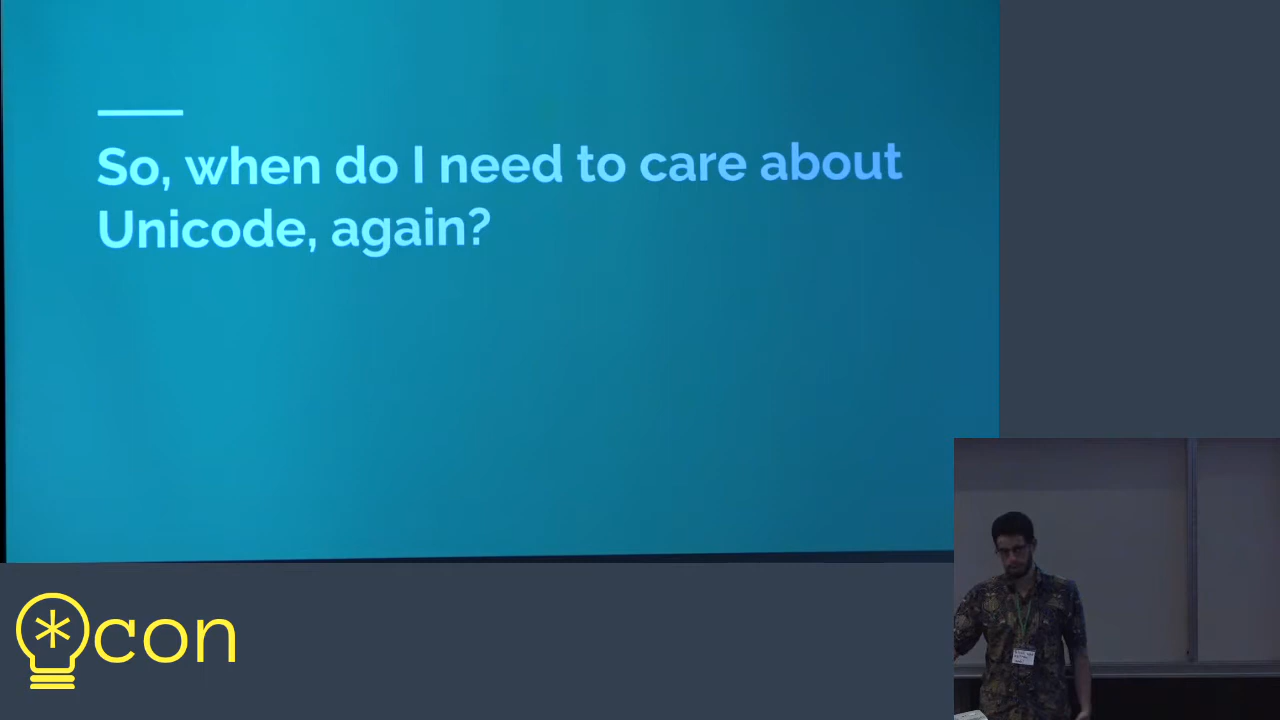 So, when do I need to care about
Unicode, again?
*con